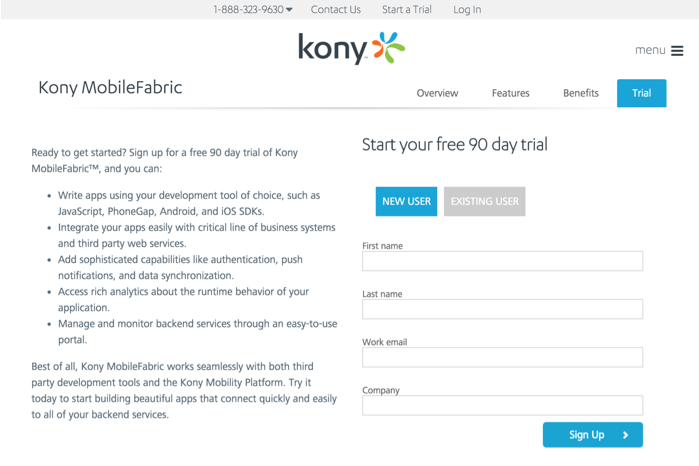 1-888-323-9630 Contact Us Start a Trial Log In
kony™
menu
Kony MobileFabric
Overview Features Benefits Trial
Ready to get started? Sign up for a free 90 day trial of Kony
MobileFabric™, and you can:
• Write apps using your development tool of choice, such as
JavaScript, PhoneGap, Android, and iOS SDKs.
• Integrate your apps easily with critical line of business systems
and third party web services.
• Add sophisticated capabilities like authentication, push
notifications, and data synchronization.
• Access rich analytics about the runtime behavior of your
application.
• Manage and monitor backend services through an easy-to-use
portal.
Best of all, Kony MobileFabric works seamlessly with both third
party development tools and the Kony Mobility Platform. Try it
today to start building beautiful apps that connect quickly and easily
to all of your backend services.
Start your free 90 day trial
NEW USER EXISTING USER
First name
Last name
Work email
Company
Sign Up